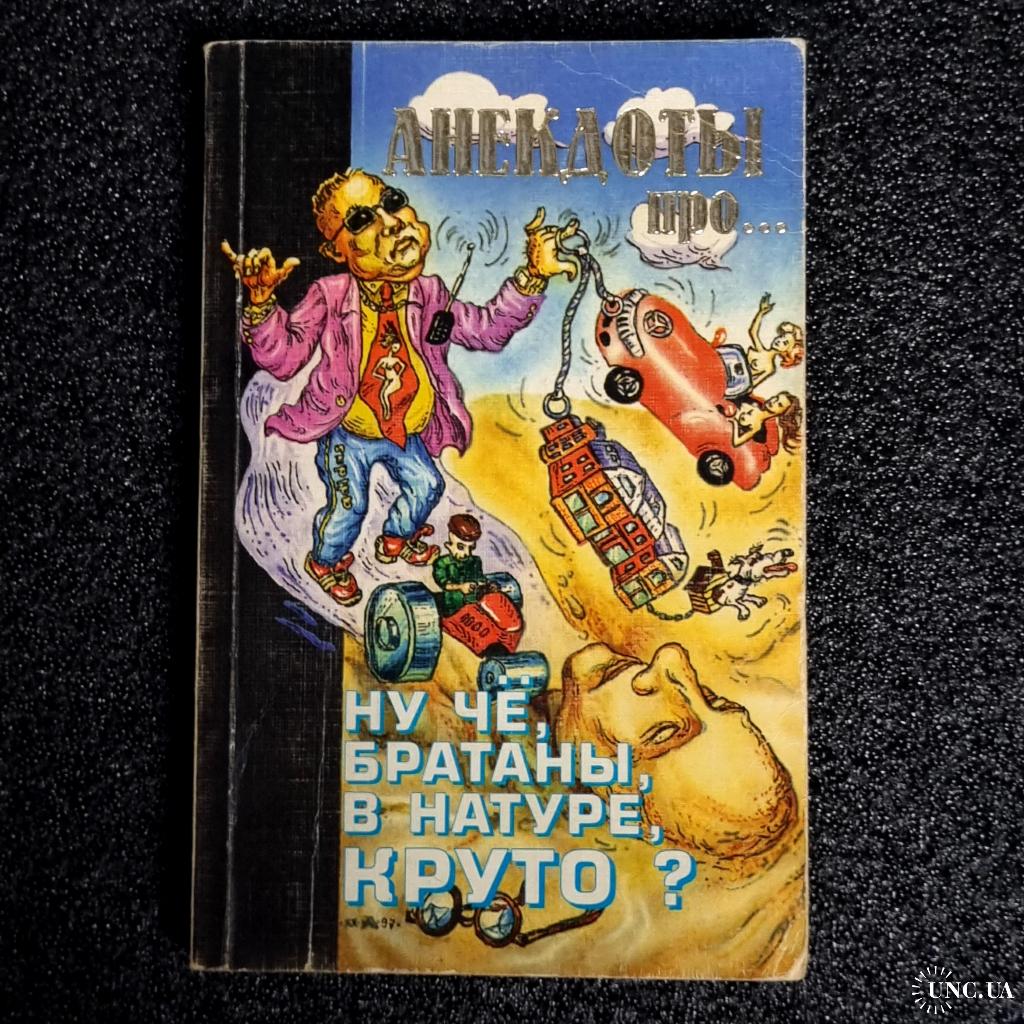 АНЕКДОТЫ
про...
НУ ЧЁ,
БРАТАНЫ,
В НАТУРЕ,
КРУТО ?
UNC.UA